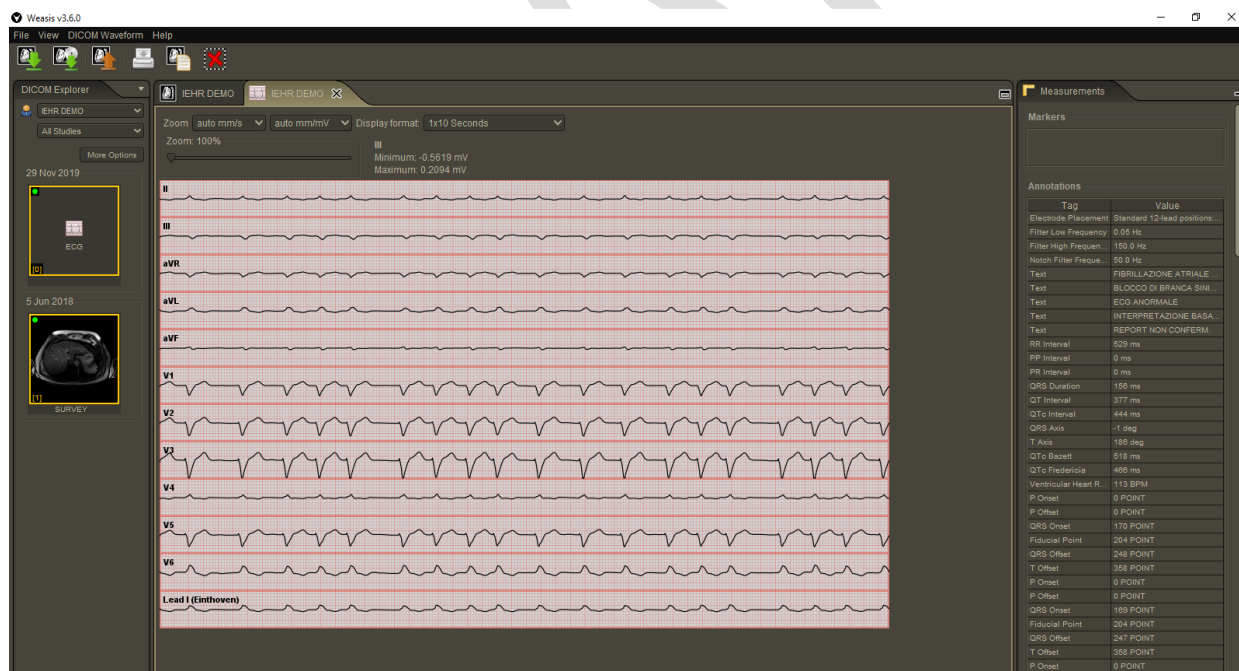 Weasis v3.6.0
File View DICOM Waveform Help
DICOM Explorer
IEHR DEMO
All Studies
More Options
29 Nov 2019
ECG
[0]
5 Jun 2018
[1]
SURVEY
IEHR DEMO
IEHR DEMO
Zoom auto mm/s auto mm/mV Display format: 1x10 Seconds
Zoom: 100%
III
Minimum: -0.5619 mV
Maximum: 0.2094 mV
II
III
aVR
aVL
aVF
V1
V2
V3
V4
V5
V6
Lead I (Einthoven)
Measurements
Markers
Annotations
Tag Value
Electrode Placement Standard 12-lead positions:...
Filter Low Frequency 0.05 Hz
Filter High Frequen... 150.0 Hz
Notch Filter Freque... 50.0 Hz
Text FIBRILLAZIONE ATRIALE ...
Text BLOCCO DI BRANCA SINI...
Text ECG ANORMALE
Text INTERPRETAZIONE BASA...
Text REPORT NON CONFERM.
RR Interval 529 ms
PP Interval 0 ms
PR Interval 0 ms
QRS Duration 156 ms
QT Interval 377 ms
QTc Interval 444 ms
QRS Axis -1 deg
T Axis 186 deg
QTc Bazett 518 ms
QTc Fredericia 466 ms
Ventricular Heart R... 113 BPM
P Onset 0 POINT
P Offset 0 POINT
QRS Onset 170 POINT
Fiducial Point 204 POINT
QRS Offset 248 POINT
T Offset 358 POINT
P Onset 0 POINT
P Offset 0 POINT
QRS Onset 169 POINT
Fiducial Point 204 POINT
QRS Offset 247 POINT
T Offset 358 POINT
P Onset 0 POINT